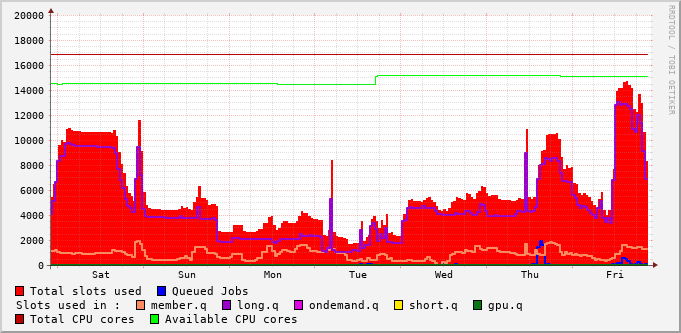 20000
18000
16000
14000
12000
10000
8000
6000
4000
2000
0
Sat Sun Mon Tue Wed Thu Fri
RRDTOOL / TOBI OETIKER
Total slots used Queued Jobs
Slots used in : member.q long.q ondemand.q short.q gpu.q
Total CPU cores Available CPU cores